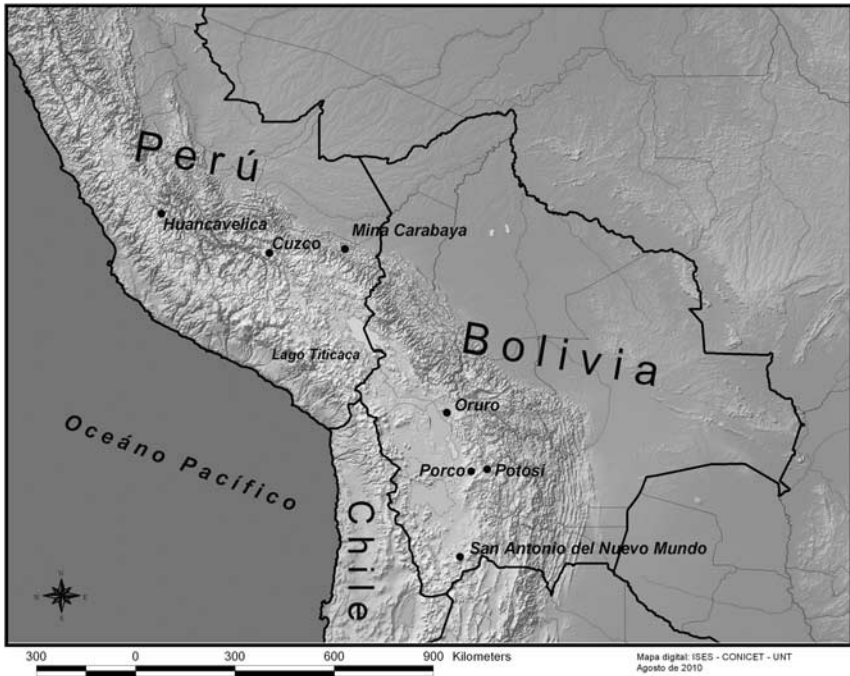 Perú
Huancavelica
Cuzco
Mina Carabaya
Lago Titicaca
Bolivia
Oruro
Porco
Potosí
Oceáno Pacífico
Chile
San Antonio del Nuevo Mundo
N
E
S
300 0 300 600 900 Kilometers
Mapa digital: ISES - CONICET - UNT
Agosto de 2010